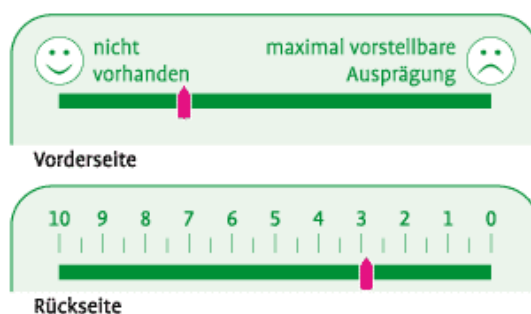 nicht
vorhanden
maximal vorstellbare
Ausprägung
Vorderseite
10 9 8 7 6 5 4 3 2 1 0
Rückseite